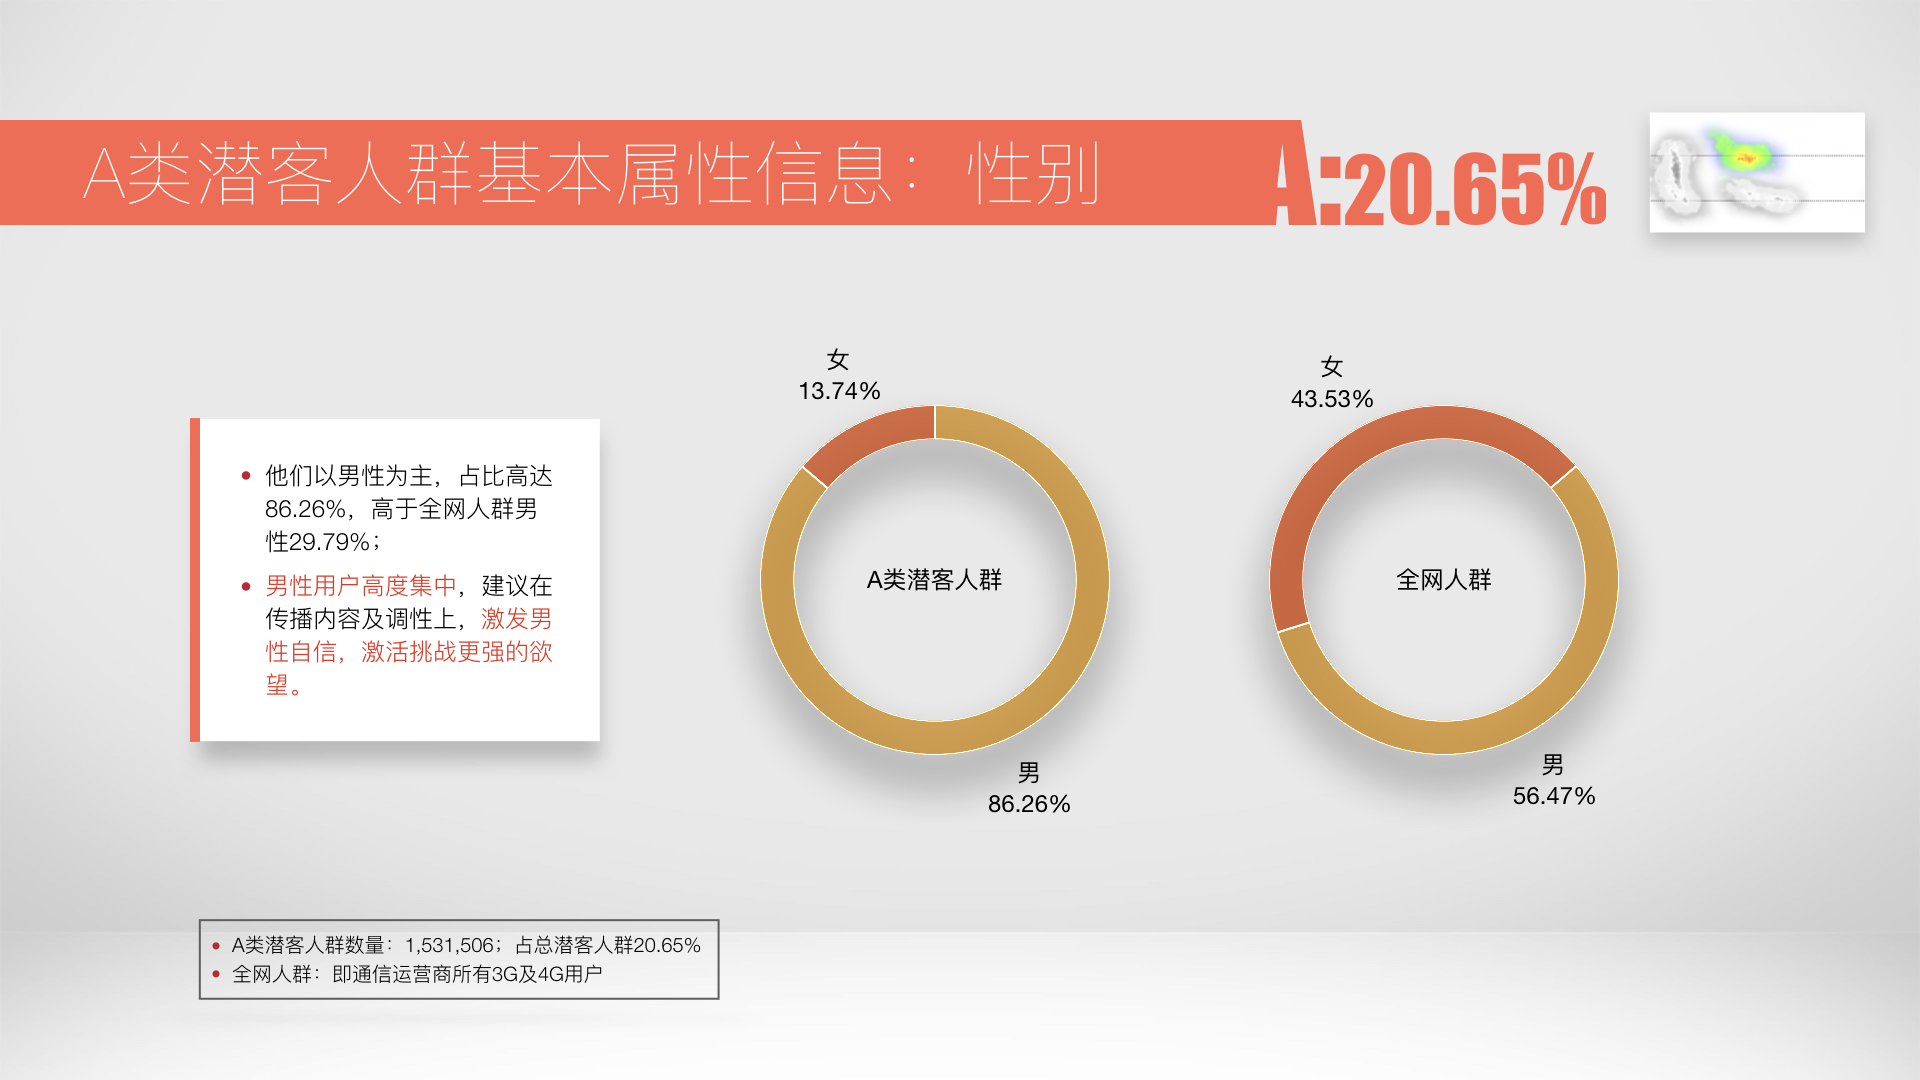 A类潜客人群基本属性信息： 性别
A:20.65%
他们以男性为主，占比高达
86.26%，高于全网人群男
性29.79%；
男性用户高度集中，建议在
传播内容及调性上，激发男
性自信，激活挑战更强的欲
望。
女
13.74%
A类潜客人群
男
86.26%
女
43.53%
全网人群
男
56.47%
A类潜客人群数量：1,531,506；占总潜客人群20.65%
全网人群：即通信运营商所有3G及4G用户